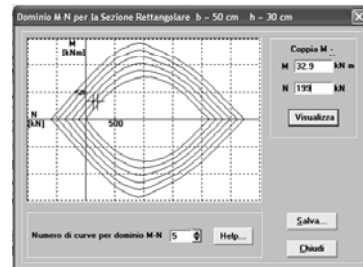 Dominio M-N per la Sezione Rettangolare b - 50 cm h - 30 cm
M
[kNm]
N
[kN]
500
Coppia M -
M 32.9 kN m
N 199 kN
Visualizza
Numero di curve per dominio M-N 5 Help...
Salva...
Chiudi